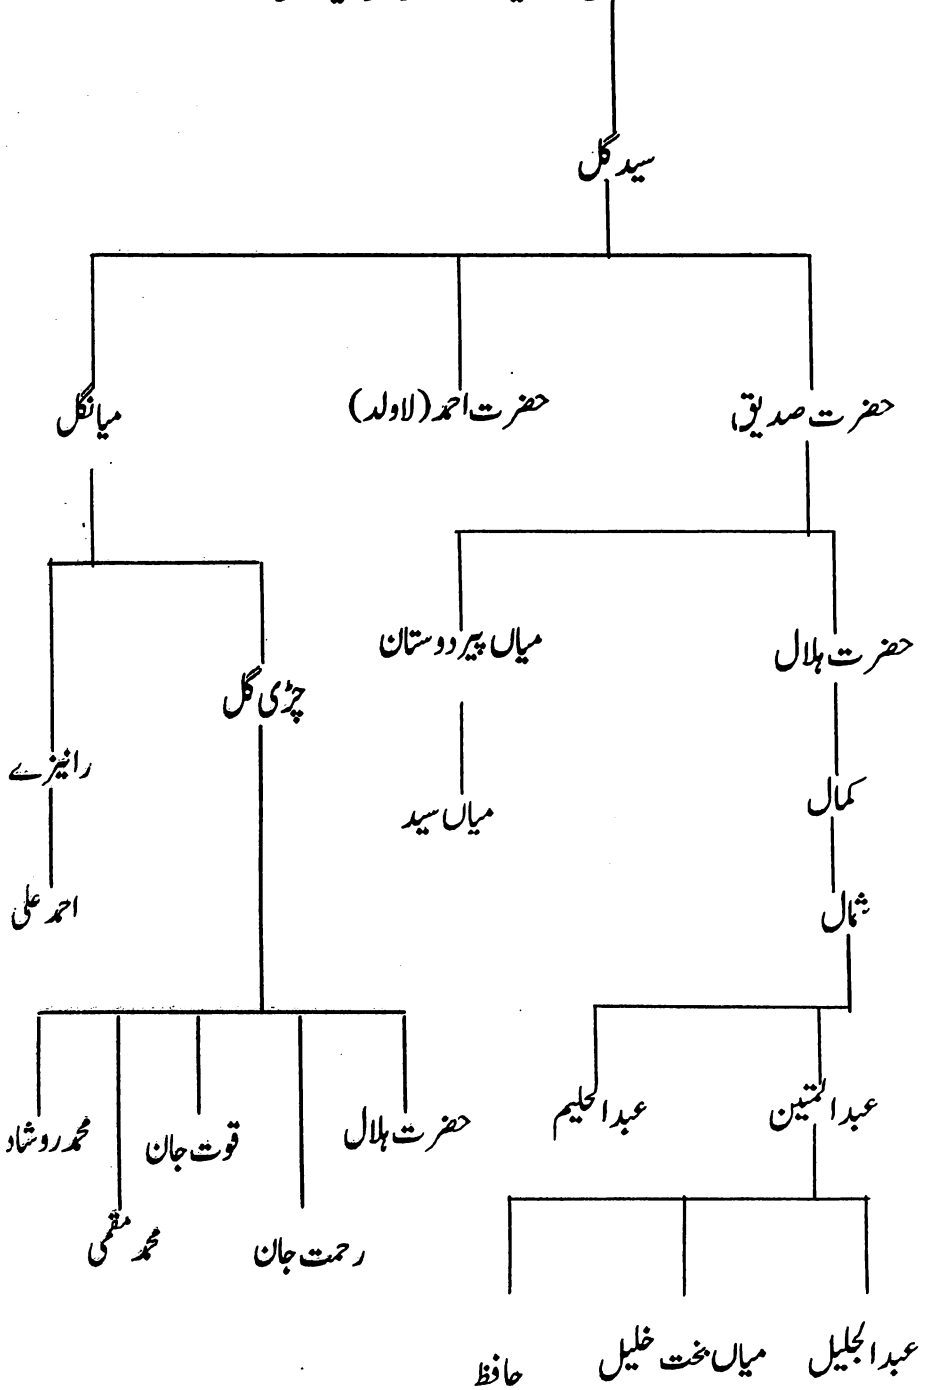 سید گل
حضرت صدیق
حضرت احمد (لاولد)
میانگل
حضرت ہلال
میاں پیر دوستان
چڑی گل
رانیزے
کمال
میاں سید
شمال
احمد علی
عبدالمتین
عبدالحلیم
حضرت ہلال
رحمت جان
قوت جان
محمد مقمی
محمد روشاد
عبدالجلیل
میاں بخت خلیل
حافظ